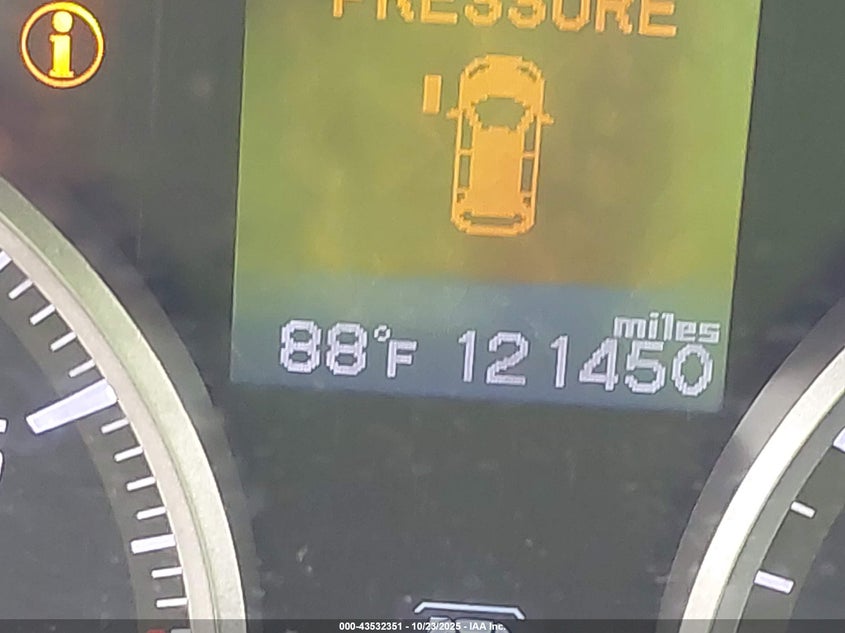 PRESSURE
miles
88°F 121450
000-43532351 - 10/23/2025 - IAA Inc.